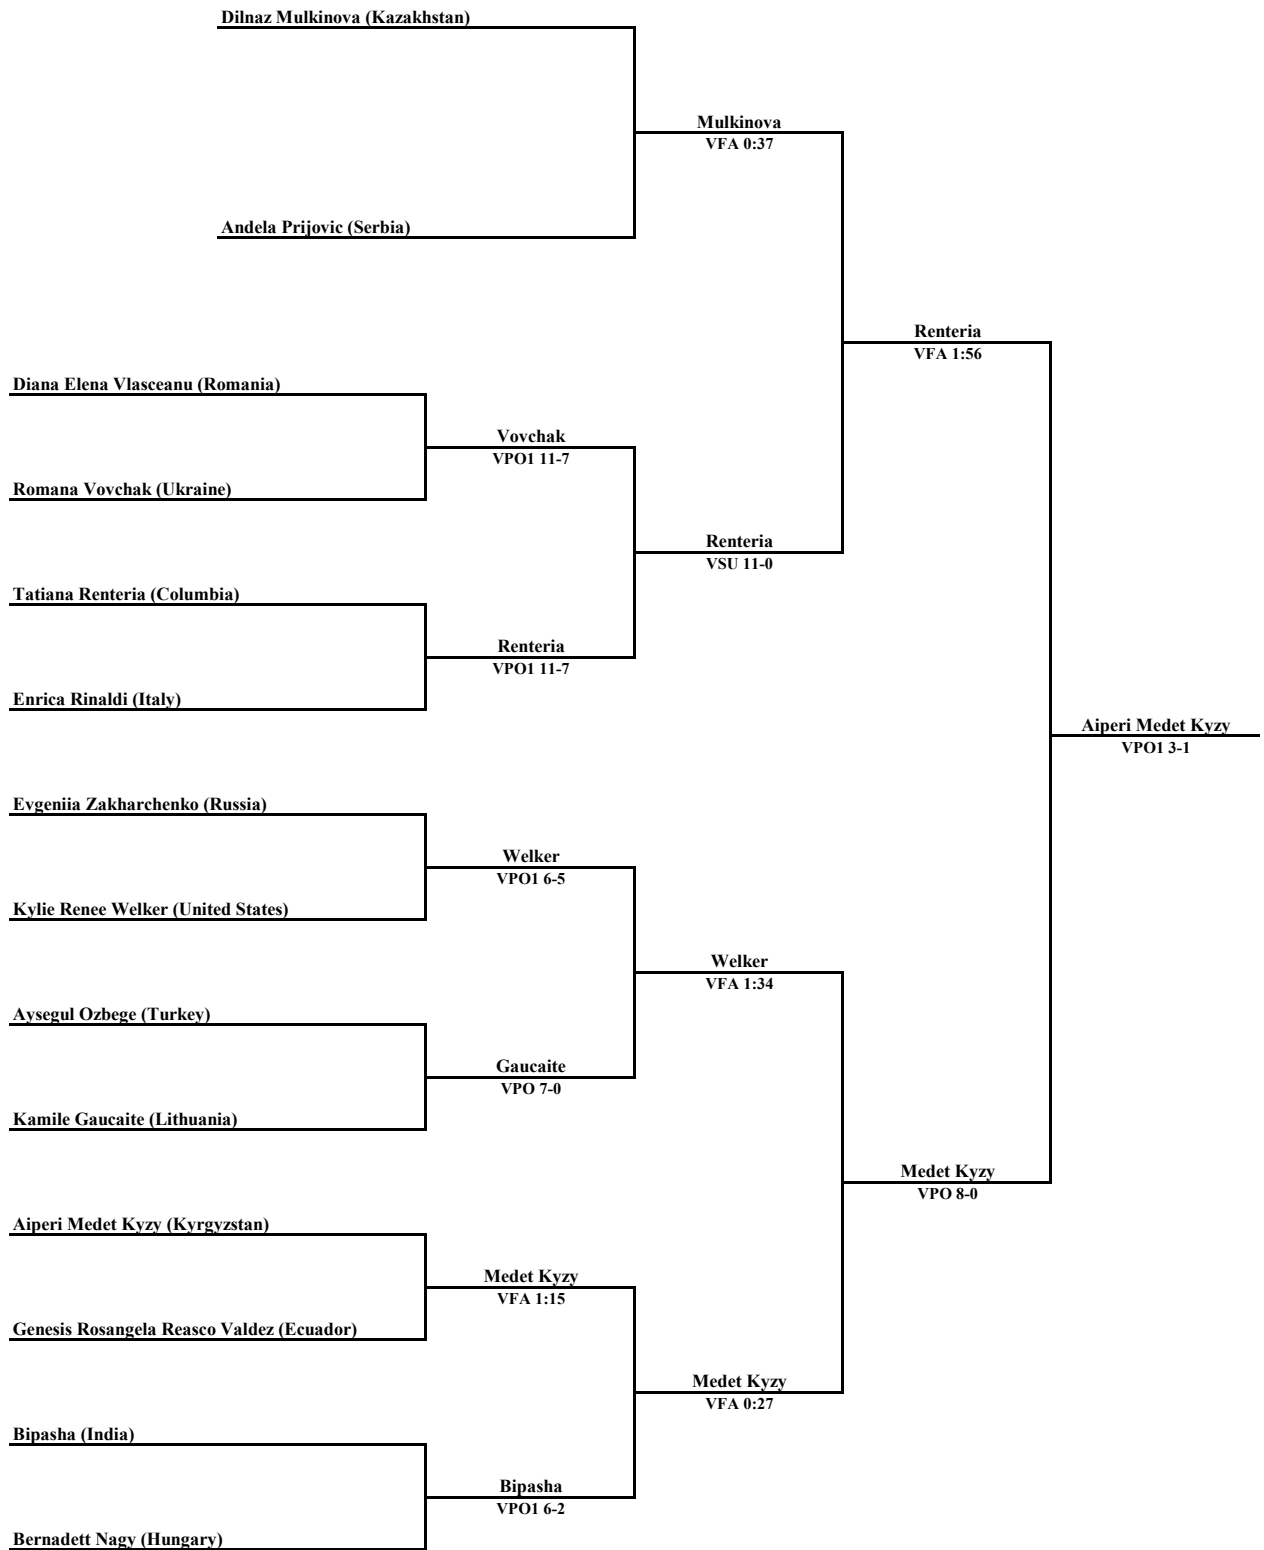 Dilnaz Mulkinova (Kazakhstan)
Mulkinova
VFA 0:37
Andela Prijovic (Serbia)
Renteria
VFA 1:56
Diana Elena Vlasceanu (Romania)
Vovchak
VPO1 11-7
Romana Vovchak (Ukraine)
Renteria
VSU 11-0
Tatiana Renteria (Columbia)
Renteria
VPO1 11-7
Enrica Rinaldi (Italy)
Aiperi Medet Kyzy
VPO1 3-1
Evgeniia Zakharchenko (Russia)
Welker
VPO1 6-5
Kylie Renee Welker (United States)
Welker
VFA 1:34
Aysegul Ozbege (Turkey)
Gaucaite
VPO 7-0
Kamile Gaucaite (Lithuania)
Medet Kyzy
VPO 8-0
Aiperi Medet Kyzy (Kyrgyzstan)
Medet Kyzy
VFA 1:15
Genesis Rosangela Reasco Valdez (Ecuador)
Medet Kyzy
VFA 0:27
Bipasha (India)
Bipasha
VPO1 6-2
Bernadett Nagy (Hungary)